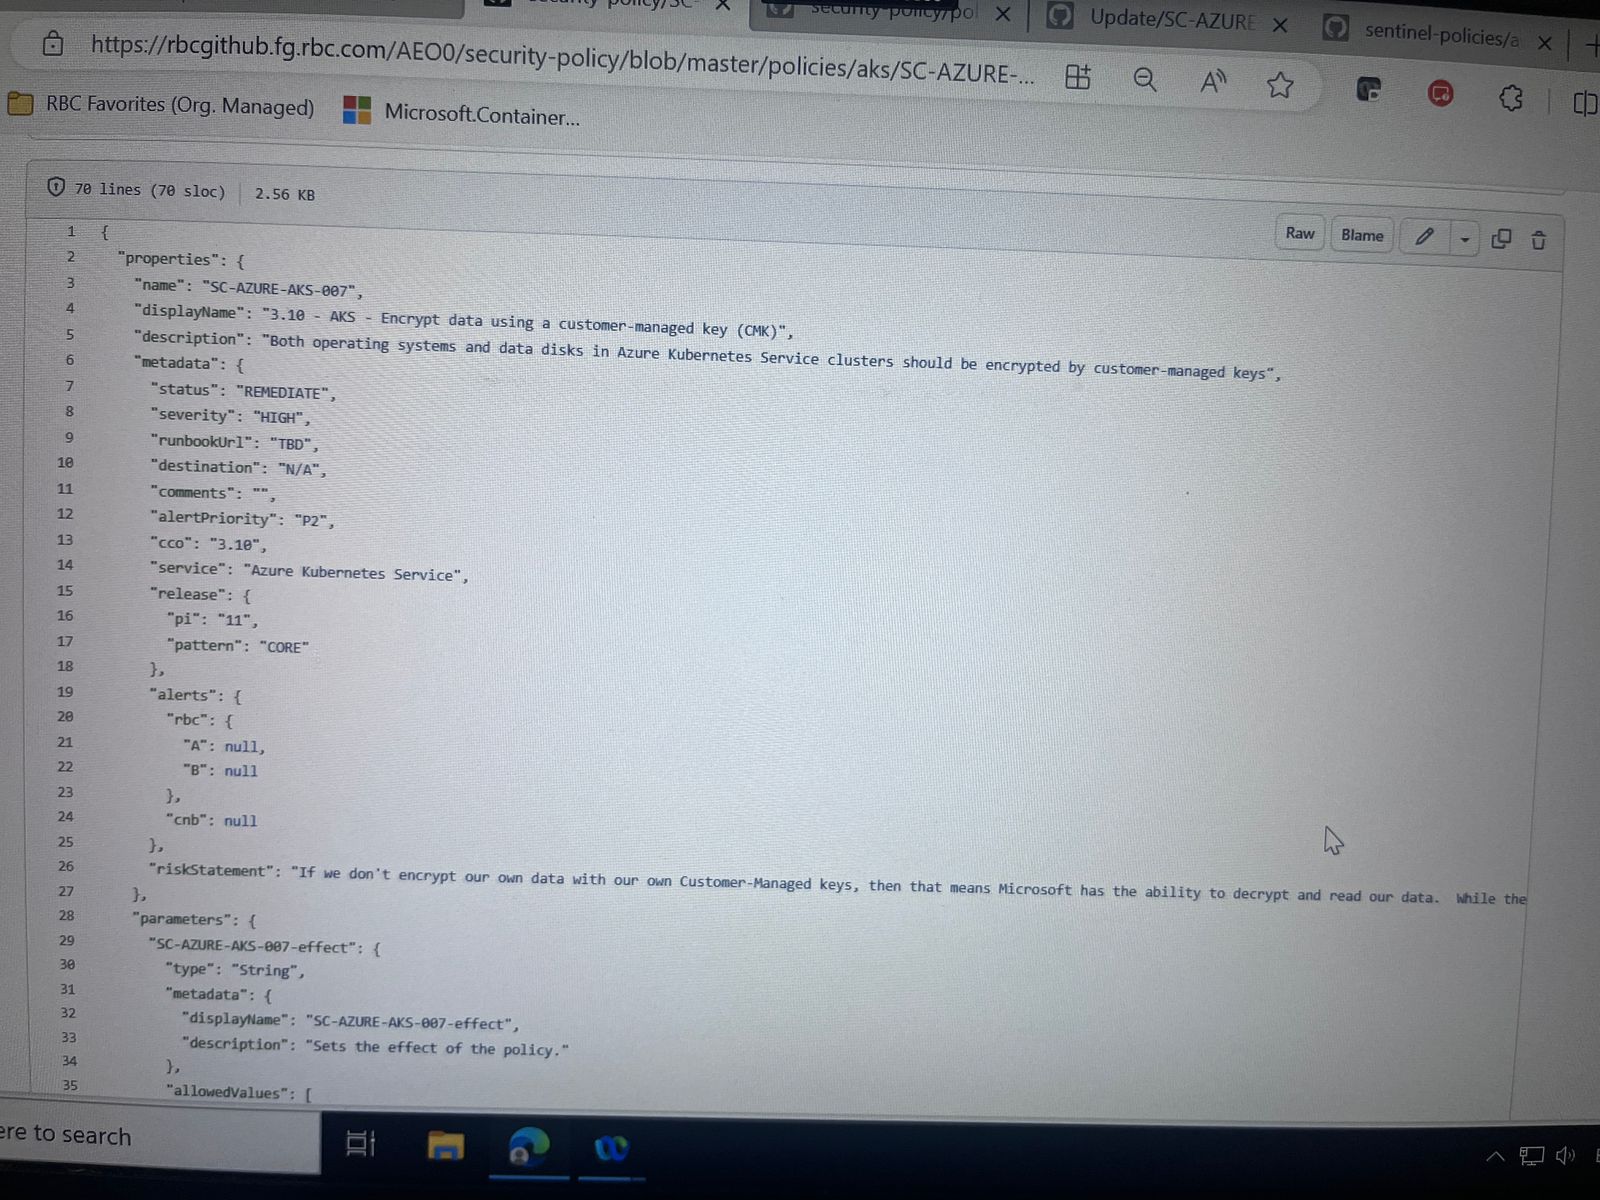 Update/SC-AZURE
sentinel-policies/a
https://rbcgithub.fg.rbc.com/AEO0/security-policy/blob/master/policies/aks/SC-AZURE-...
RBC Favorites (Org. Managed)
Microsoft.Container...
70 lines (70 sloc)
2.56 KB
Raw
Blame
1 {
2 "properties": {
3 "name": "SC-AZURE-AKS-007",
4 "displayName": "3.10 - AKS - Encrypt data using a customer-managed key (CMK)",
5 "description": "Both operating systems and data disks in Azure Kubernetes Service clusters should be encrypted by customer-managed keys",
6 "metadata": {
7 "status": "REMEDIATE",
8 "severity": "HIGH",
9 "runbookUrl": "TBD",
10 "destination": "N/A",
11 "comments": "",
12 "alertPriority": "P2",
13 "cco": "3.10",
14 "service": "Azure Kubernetes Service",
15 "release": {
16 "pi": "11",
17 "pattern": "CORE"
18 },
19 "alerts": {
20 "rbc": {
21 "A": null,
22 "B": null
23 },
24 "cnb": null
25 },
26 "riskStatement": "If we don't encrypt our own data with our own Customer-Managed keys, then that means Microsoft has the ability to decrypt and read our data.  While the
27 },
28 "parameters": {
29 "SC-AZURE-AKS-007-effect": {
30 "type": "String",
31 "metadata": {
32 "displayName": "SC-AZURE-AKS-007-effect",
33 "description": "Sets the effect of the policy."
34 },
35 "allowedValues": [
ere to search